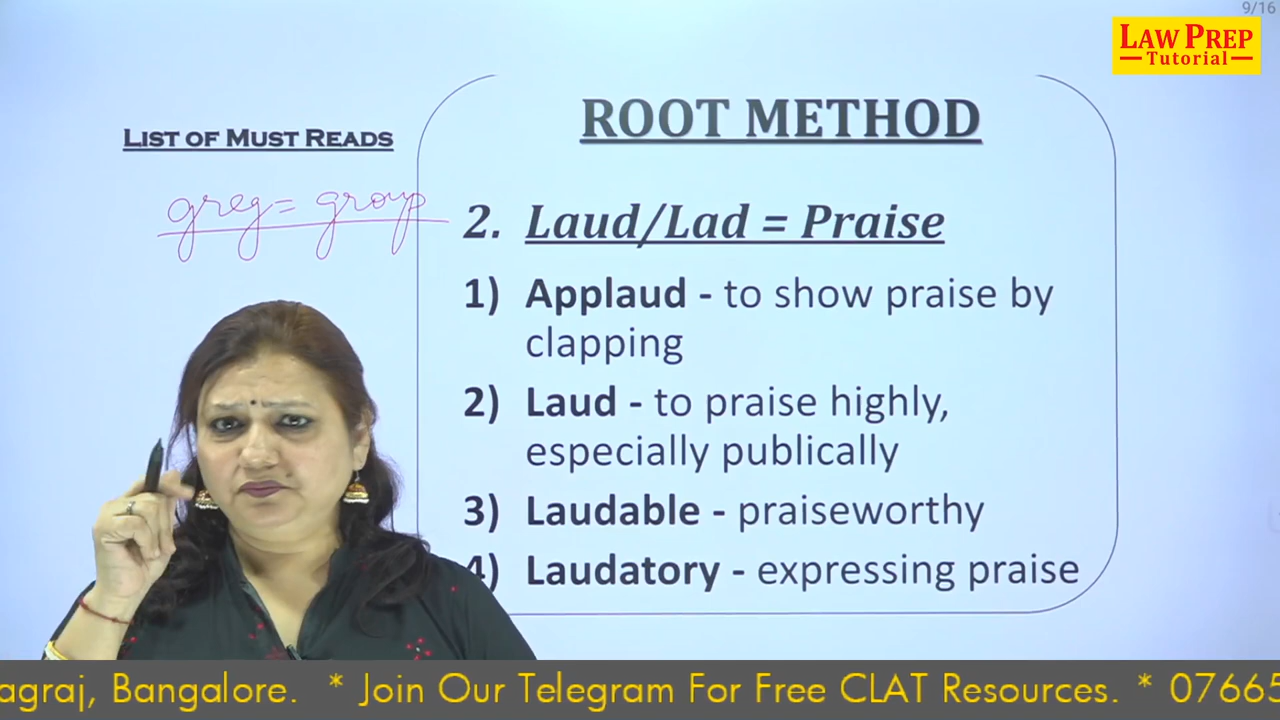 9/16
LAW PREP
Tutorial
LIST OF MUST READS
greg = group
ROOT METHOD
2. Laud/Lad = Praise
1) Applaud - to show praise by
clapping
2) Laud - to praise highly,
especially publically
3) Laudable - praiseworthy
4) Laudatory - expressing praise
agraj, Bangalore. * Join Our Telegram For Free CLAT Resources. * 07665